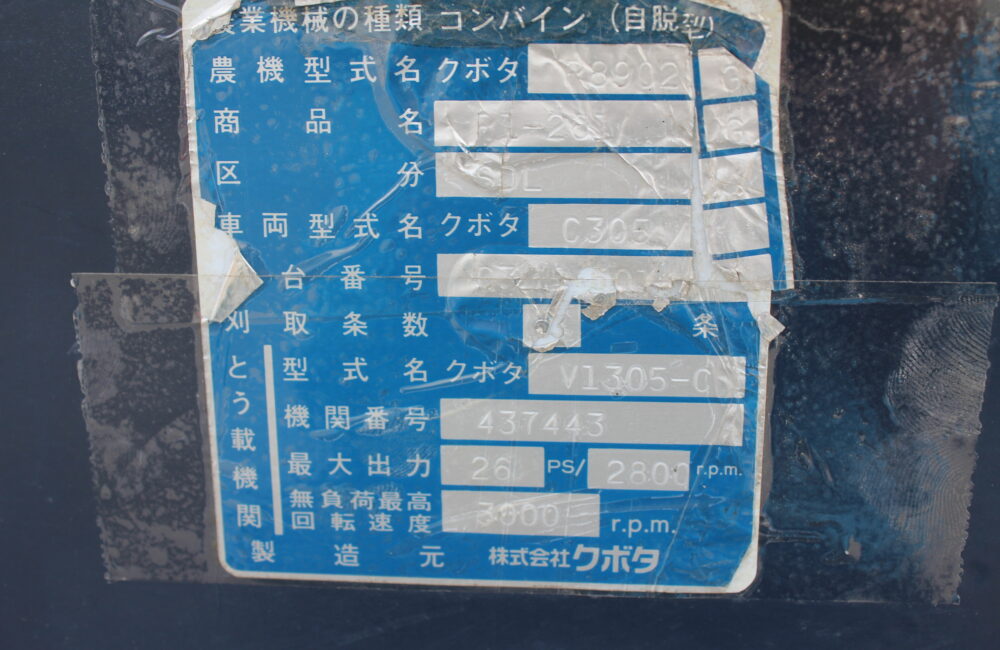 農業機械の種類 コンバイン (自脱型)
農機型式名 クボタ
商品名
区分 SDL
車両型式名 クボタ C305
台番号
刈取条数 条
とう載機関
型式名 クボタ V1305-C
機関番号 437443
最大出力 26 PS/ 2800 r.p.m.
無負荷最高回転速度 3000 r.p.m.
製造元 株式会社クボタ